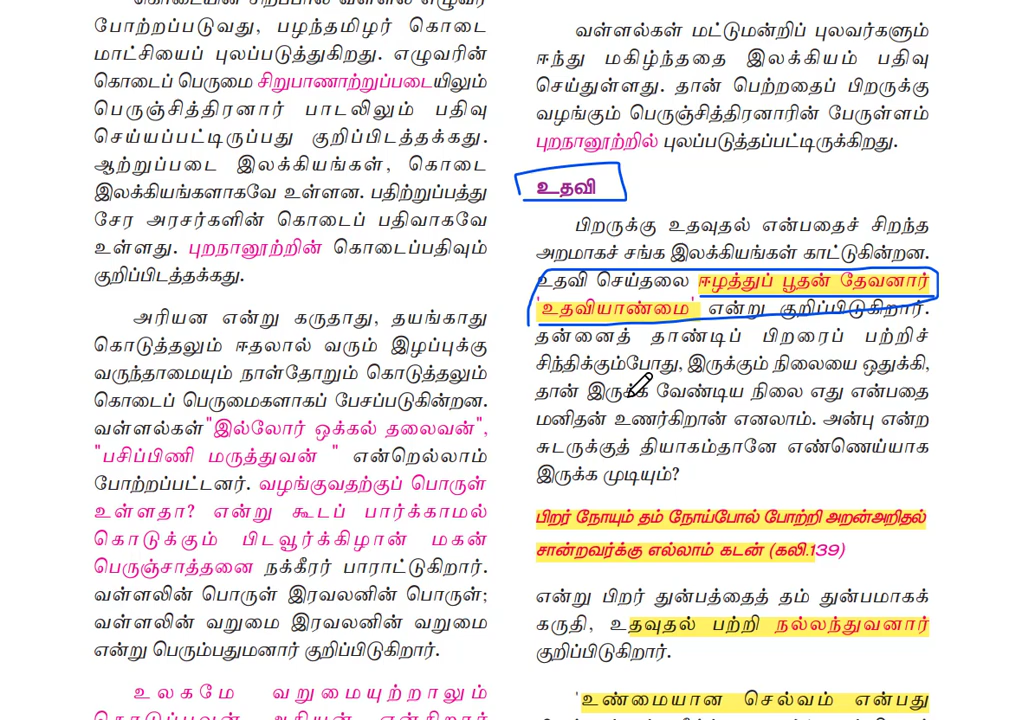 கொடையின் சிறப்பால் வள்ளல் எழுவர்
போற்றப்படுவது, பழந்தமிழர் கொடை
மாட்சியைப் புலப்படுத்துகிறது. எழுவரின்
கொடைப் பெருமை சிறுபாணாற்றுப்படையிலும்
பெருஞ்சித்திரனார் பாடலிலும் பதிவு
செய்யப்பட்டிருப்பது குறிப்பிடத்தக்கது.
ஆற்றுப்படை இலக்கியங்கள், கொடை
இலக்கியங்களாகவே உள்ளன. பதிற்றுப்பத்து
சேர அரசர்களின் கொடைப் பதிவாகவே
உள்ளது. புறநானூற்றின் கொடைப்பதிவும்
குறிப்பிடத்தக்கது.
அரியன என்று கருதாது, தயங்காது
கொடுத்தலும் ஈதலால் வரும் இழப்புக்கு
வருந்தாமையும் நாள்தோறும் கொடுத்தலும்
கொடைப் பெருமைகளாகப் பேசப்படுகின்றன.
வள்ளல்கள் "இல்லோர் ஒக்கல் தலைவன்",
"பசிப்பிணி மருத்துவன் " என்றெல்லாம்
போற்றப்பட்டனர். வழங்குவதற்குப் பொருள்
உள்ளதா? என்று கூடப் பார்க்காமல்
கொடுக்கும் பிடவூர்க்கிழான் மகன்
பெருஞ்சாத்தனை நக்கீரர் பாராட்டுகிறார்.
வள்ளலின் பொருள் இரவலனின் பொருள்;
வள்ளலின் வறுமை இரவலனின் வறுமை
என்று பெரும்பதுமனார் குறிப்பிடுகிறார்.
உலகமே வறுமையுற்றாலும்
கொடுப்பவன் அதியன் என்கிறார்
வள்ளல்கள் மட்டுமன்றிப் புலவர்களும்
ஈந்து மகிழ்ந்ததை இலக்கியம் பதிவு
செய்துள்ளது. தான் பெற்றதைப் பிறருக்கு
வழங்கும் பெருஞ்சித்திரனாரின் பேருள்ளம்
புறநானூற்றில் புலப்படுத்தப்பட்டிருக்கிறது.
உதவி
பிறருக்கு உதவுதல் என்பதைச் சிறந்த
அறமாகச் சங்க இலக்கியங்கள் காட்டுகின்றன.
உதவி செய்தலை ஈழத்துப் பூதன் தேவனார்
'உதவியாண்மை' என்று குறிப்பிடுகிறார்.
தன்னைத் தாண்டிப் பிறரைப் பற்றிச்
சிந்திக்கும்போது, இருக்கும் நிலையை ஒதுக்கி,
தான் இருக்க வேண்டிய நிலை எது என்பதை
மனிதன் உணர்கிறான் எனலாம். அன்பு என்ற
சுடருக்குத் தியாகம்தானே எண்ணெய்யாக
இருக்க முடியும்?
பிறர் நோயும் தம் நோய்போல் போற்றி அறன்அறிதல்
சான்றவர்க்கு எல்லாம் கடன் (கலி.139)
என்று பிறர் துன்பத்தைத் தம் துன்பமாகக்
கருதி, உதவுதல் பற்றி நல்லந்துவனார்
குறிப்பிடுகிறார்.
'உண்மையான செல்வம் என்பது